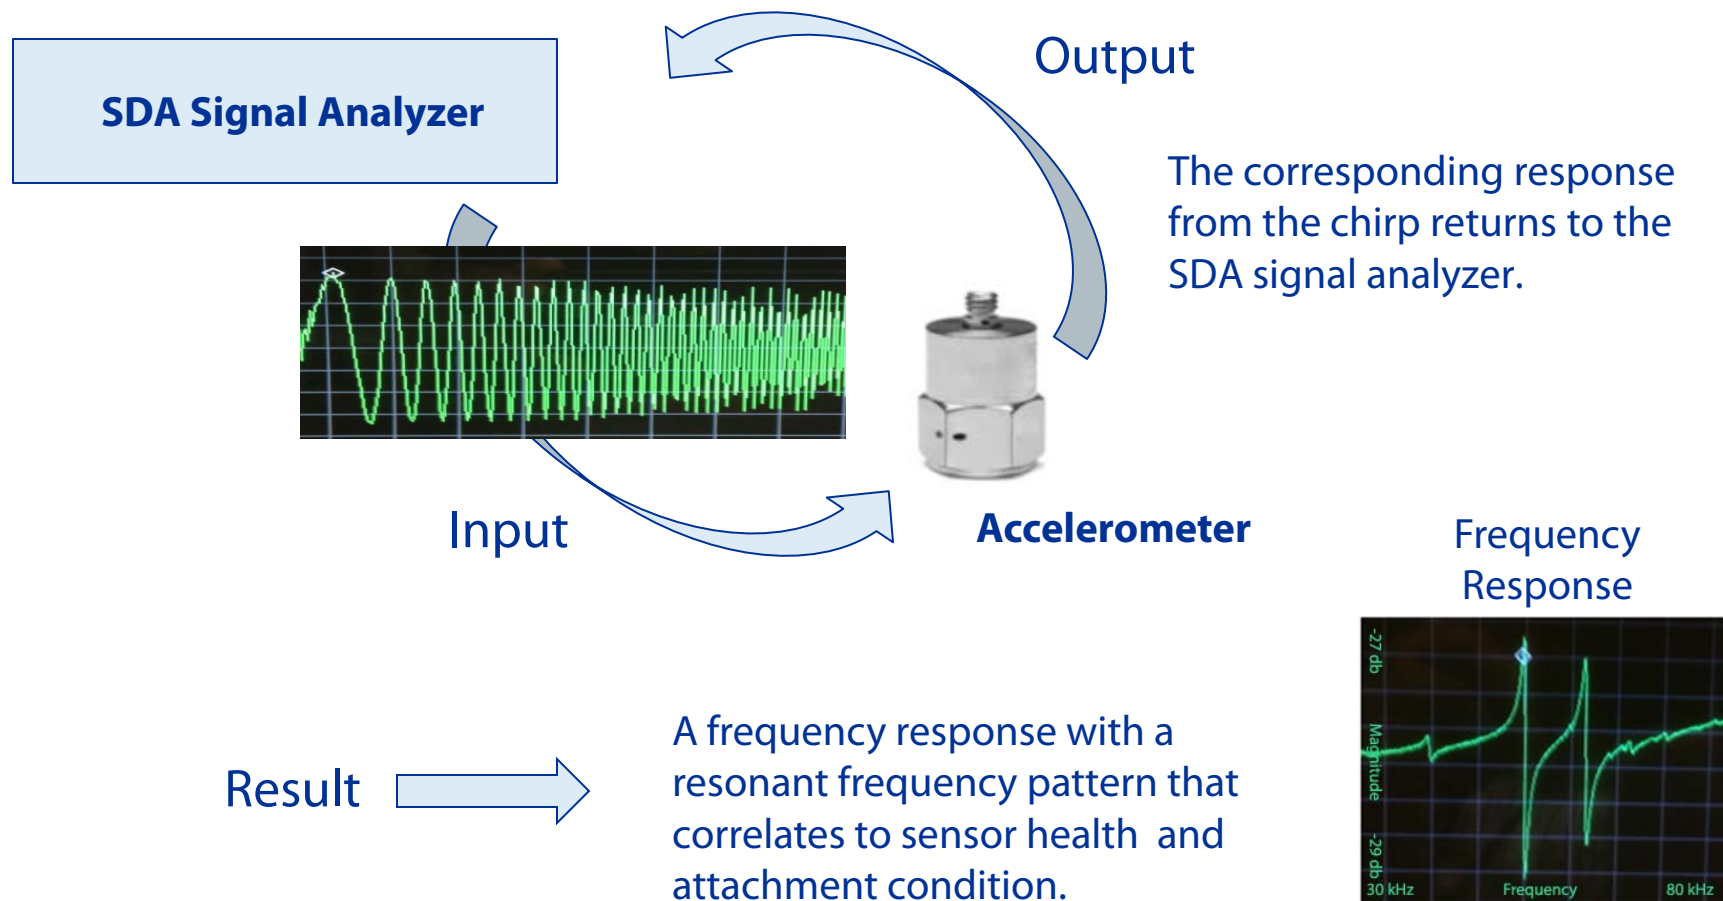 SDA Signal Analyzer
Output
The corresponding response
from the chirp returns to the
SDA signal analyzer.
Input
Accelerometer
Frequency
Response
-27 db
Magnitude
-29 db
30 kHz
Frequency
80 kHz
Result
A frequency response with a
resonant frequency pattern that
correlates to sensor health and
attachment condition.